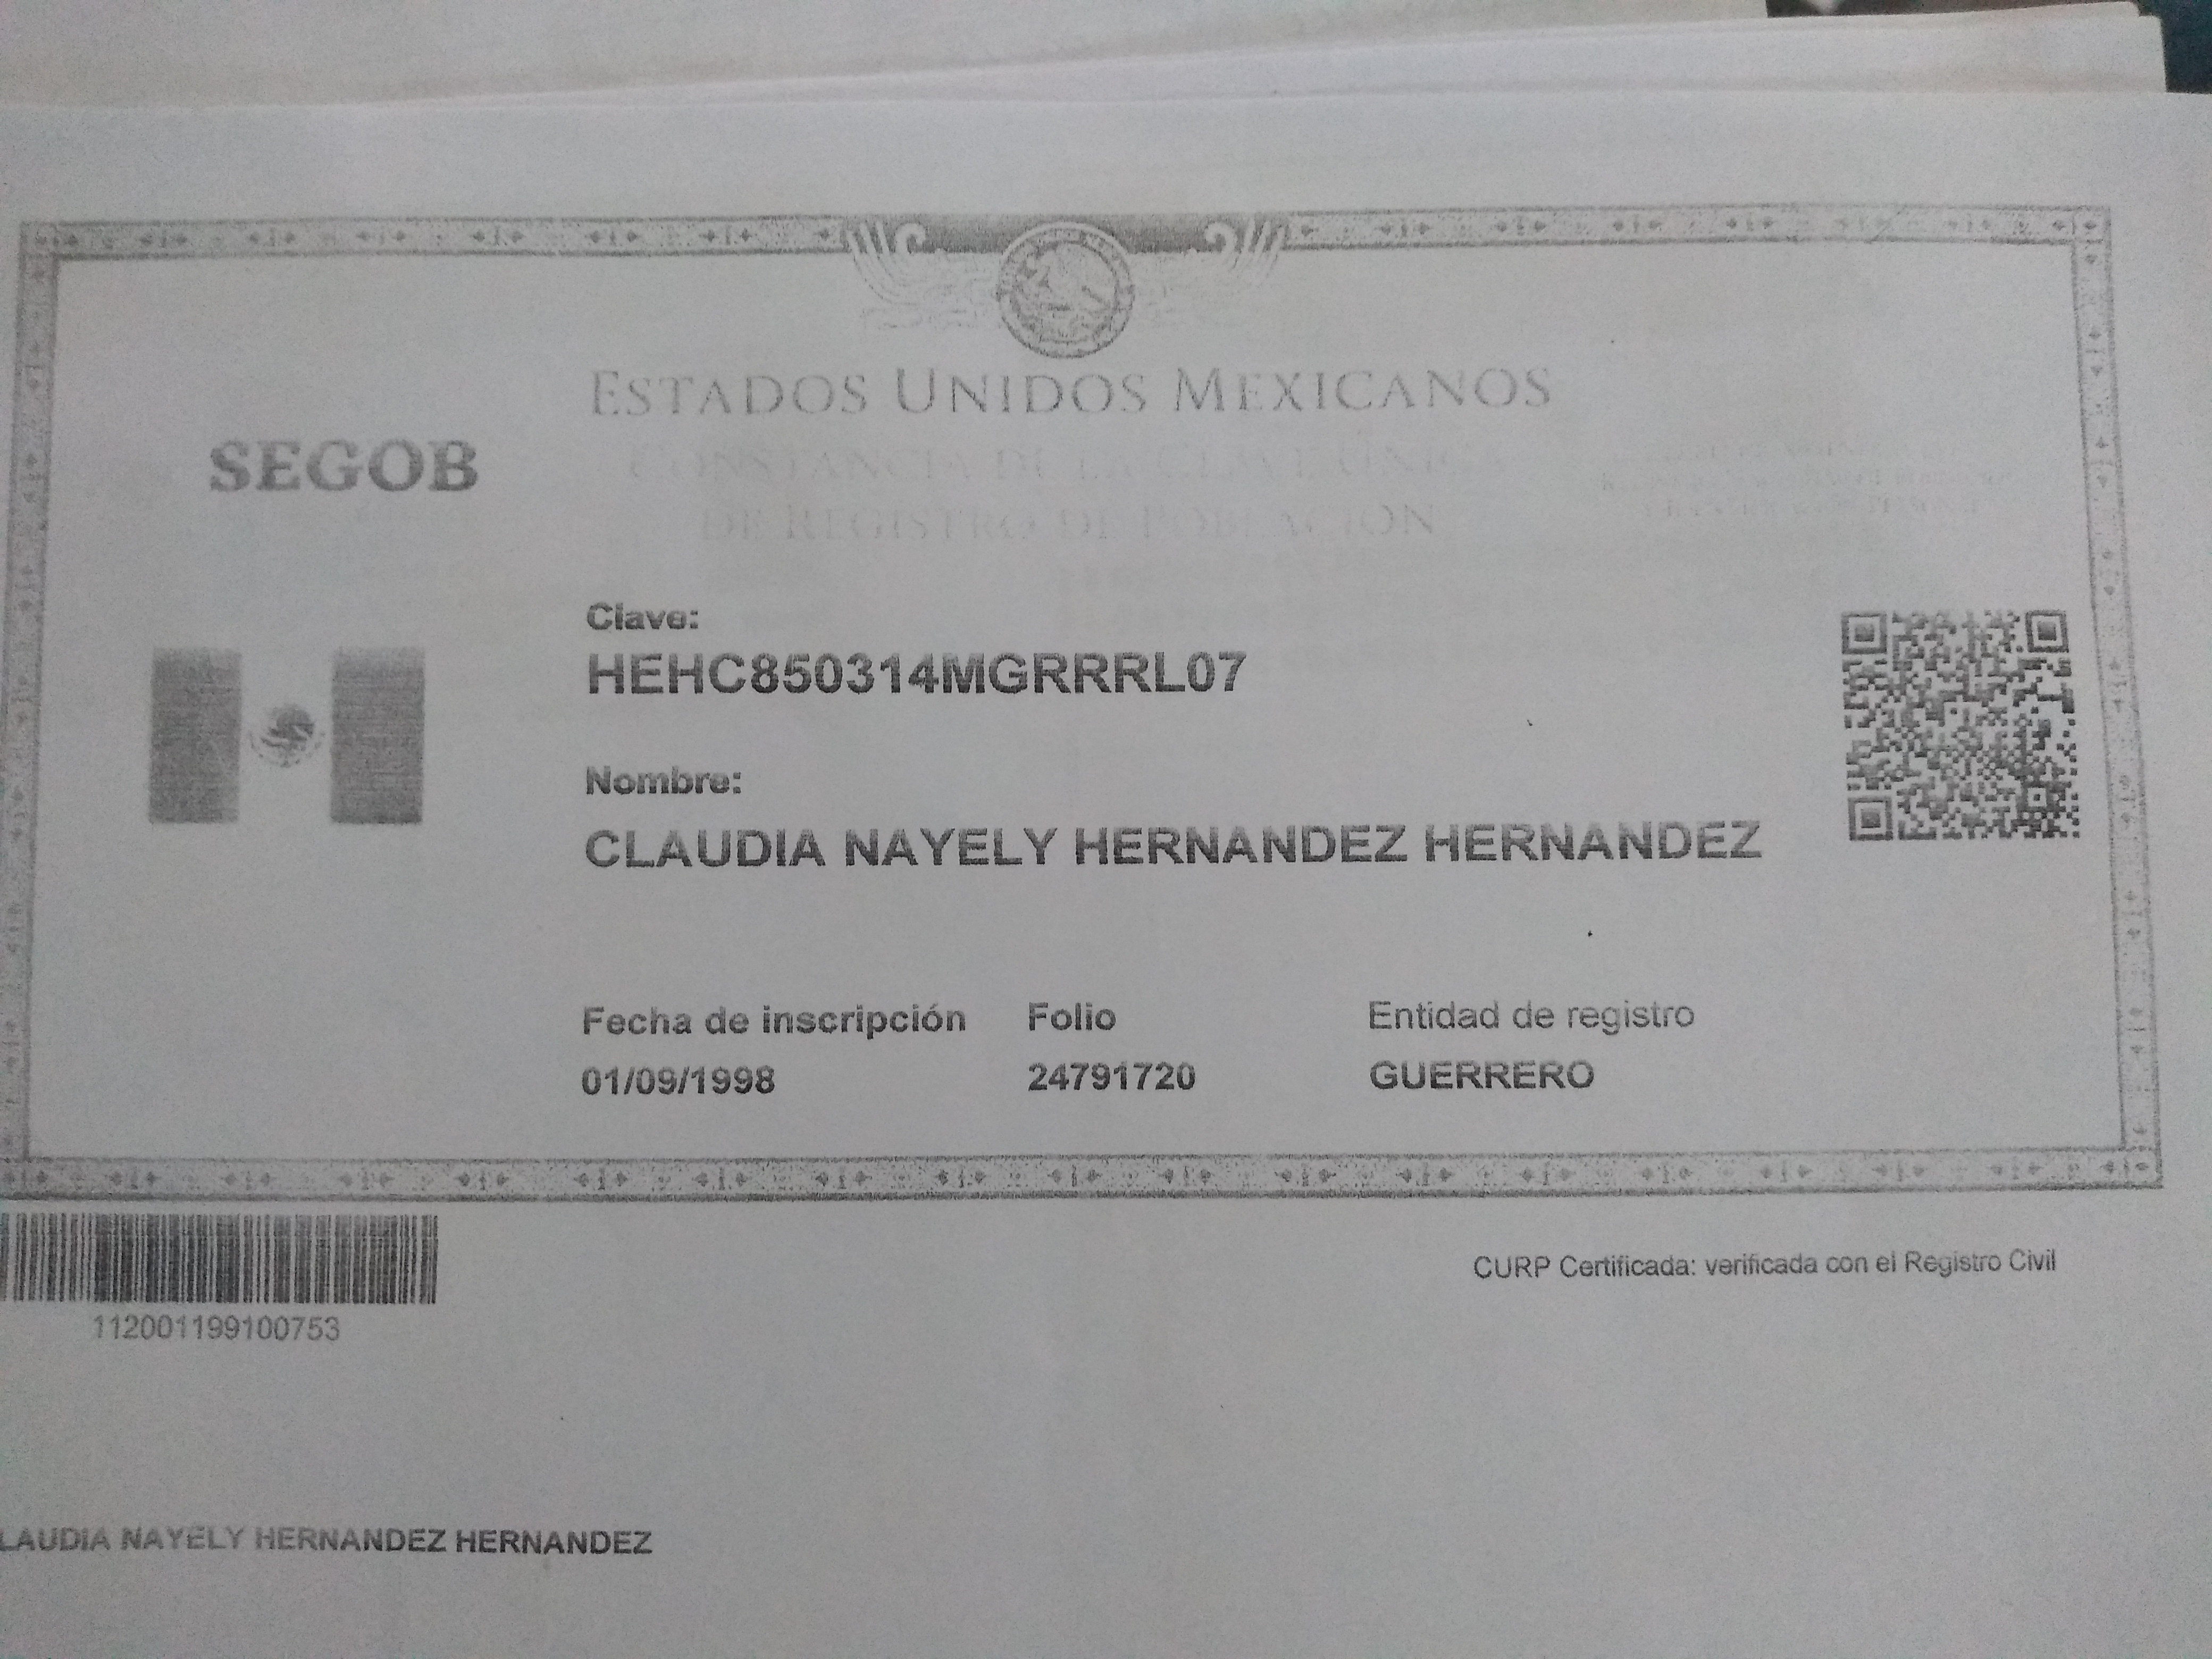 ESTADOS UNIDOS MEXICANOS
SEGOB
CONSTANCIA DE LA CLAVE ÚNICA
DE REGISTRO DE POBLACIÓN
Clave:
HEHC850314MGRRRL07
Nombre:
CLAUDIA NAYELY HERNANDEZ HERNANDEZ
Fecha de inscripción Folio Entidad de registro
01/09/1998 24791720 GUERRERO
112001199100753
CURP Certificada: verificada con el Registro Civil
LAUDIA NAYELY HERNANDEZ HERNANDEZ